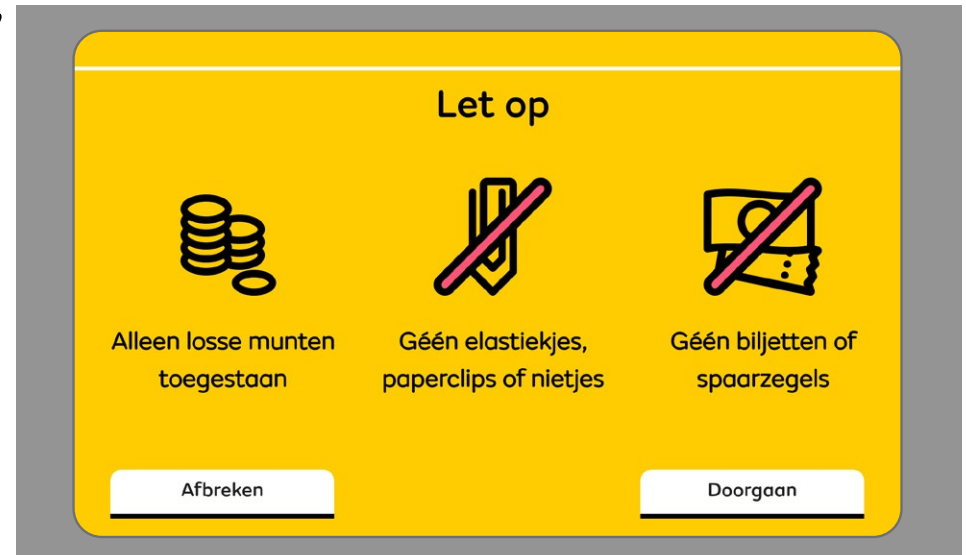 Let op
Alleen losse munten
toegestaan
Géén elastiekjes,
paperclips of nietjes
Géén biljetten of
spaarzegels
Afbreken
Doorgaan